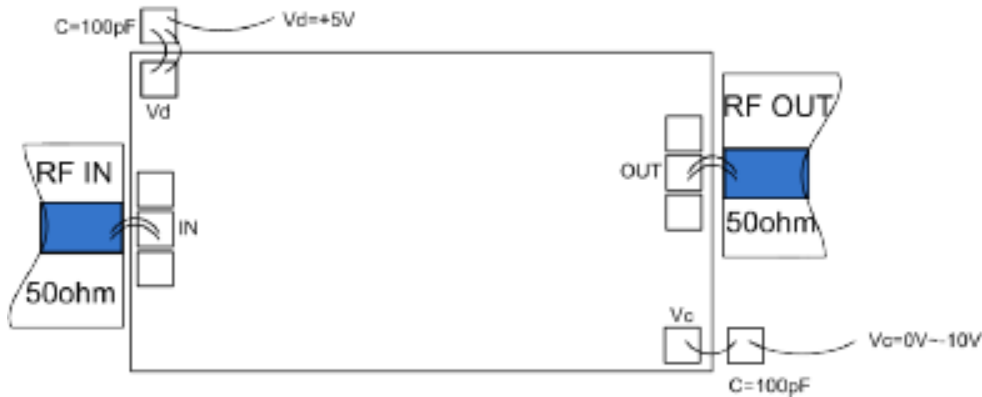 C=100pF
Vd=+5V
Vd
RF IN
IN
50ohm
RF OUT
OUT
50ohm
Vc
Vc=0V~-10V
C=100pF